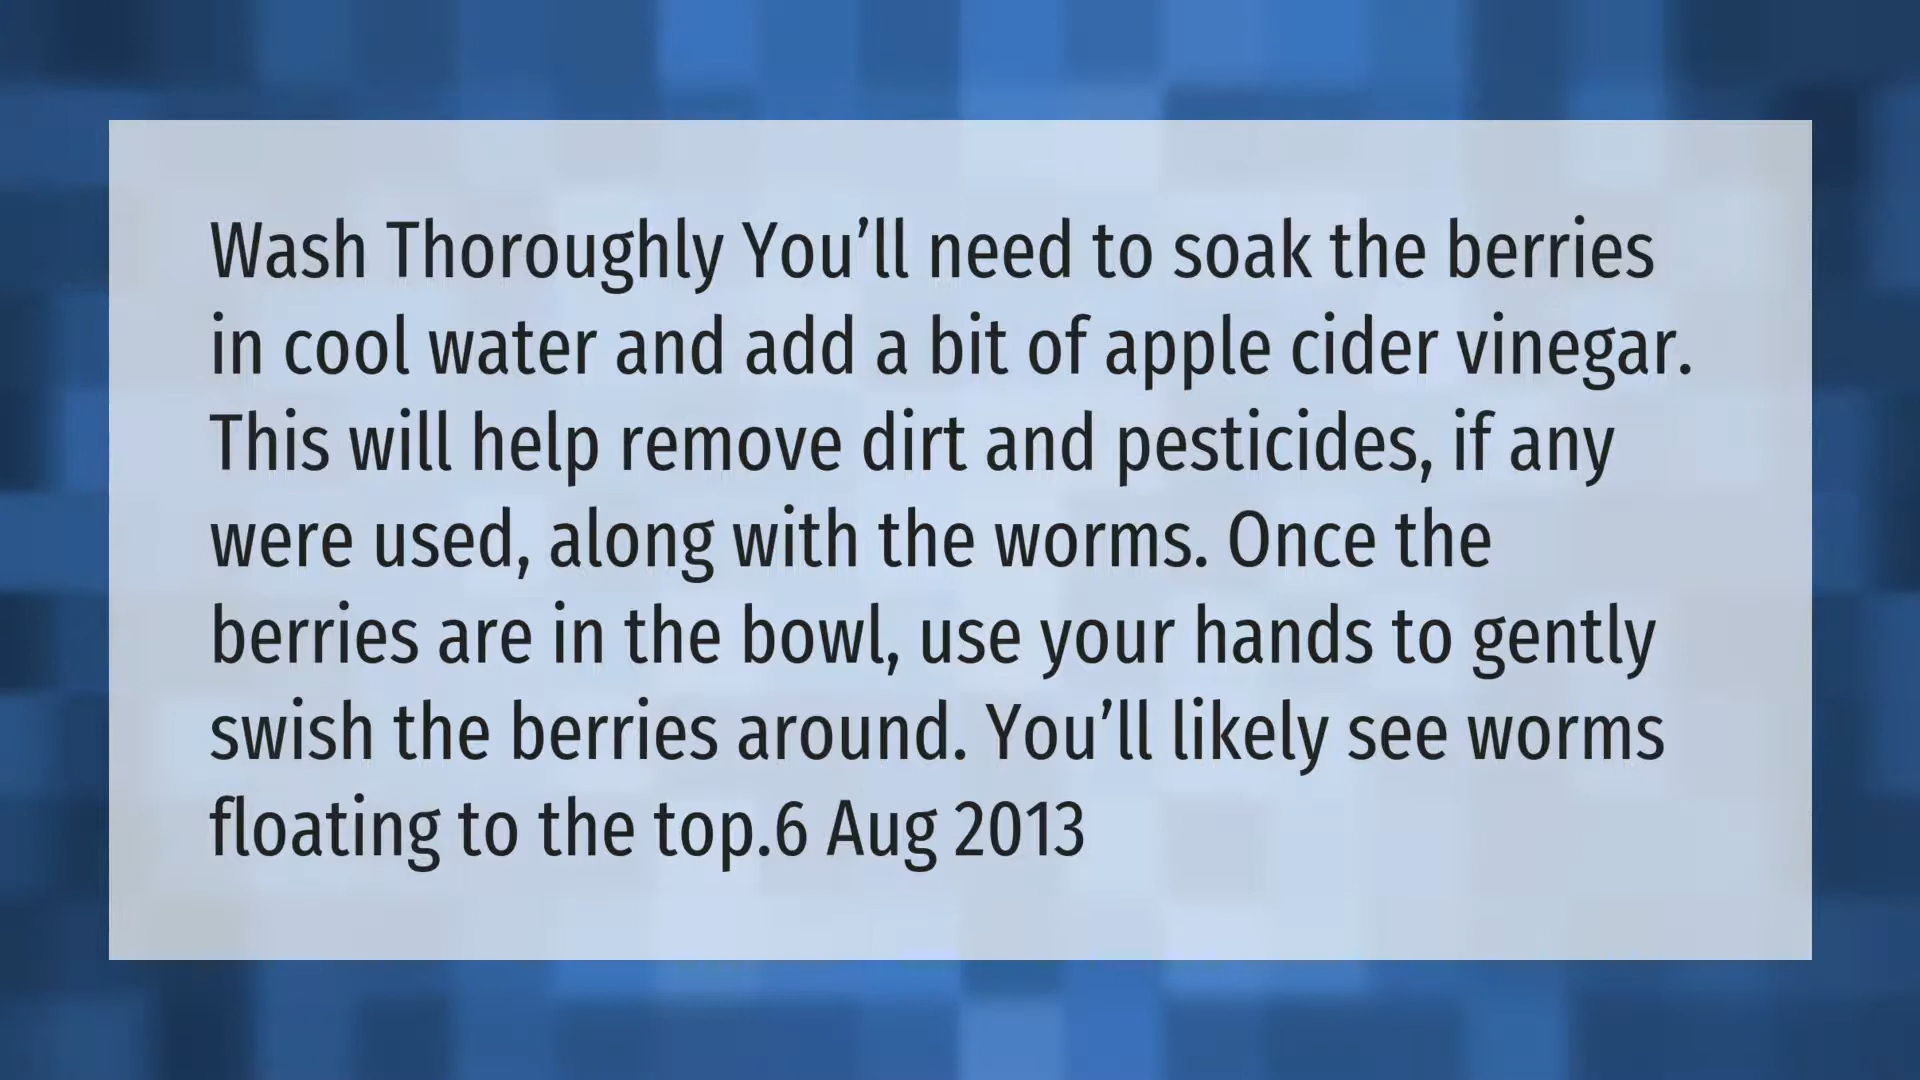 Wash Thoroughly You’ll need to soak the berries
in cool water and add a bit of apple cider vinegar.
This will help remove dirt and pesticides, if any
were used, along with the worms. Once the
berries are in the bowl, use your hands to gently
swish the berries around. You’ll likely see worms
floating to the top.6 Aug 2013